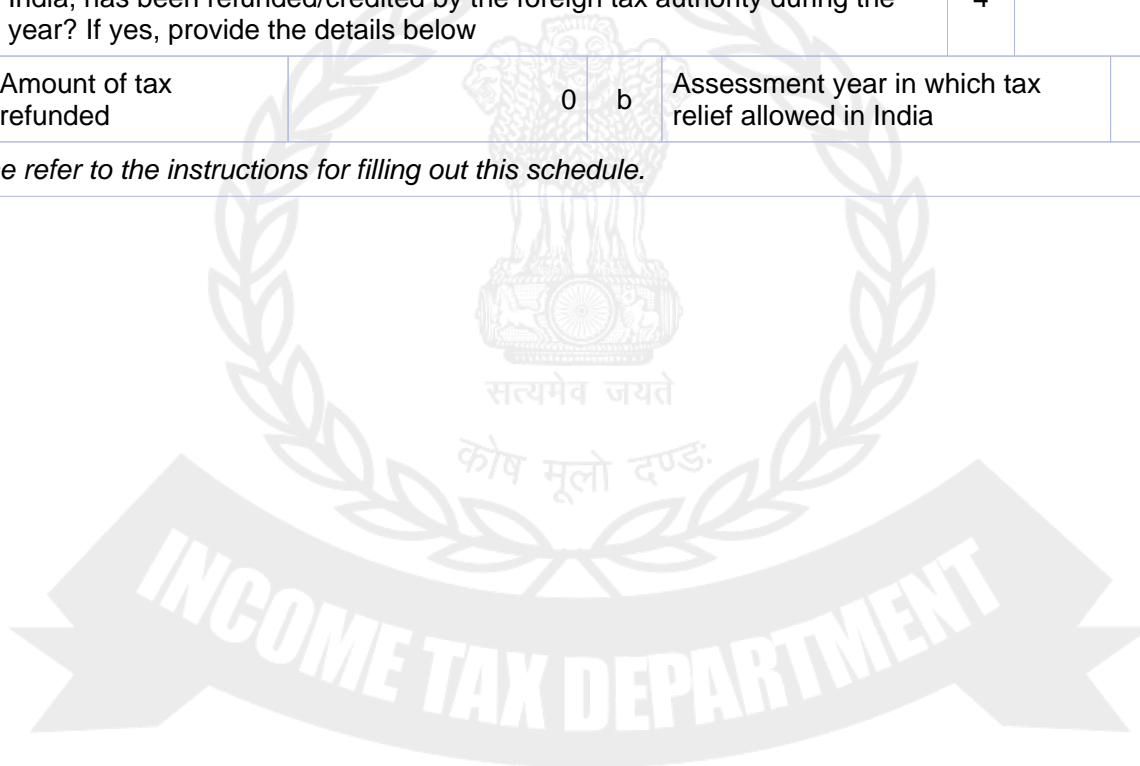 India, has been refunded/credited by the foreign tax authority during the
year? If yes, provide the details below
4
Amount of tax
refunded
0
b
Assessment year in which tax
relief allowed in India
e refer to the instructions for filling out this schedule.
सत्यमेव जयते
कोष मूलो दण्डः
INCOME TAX DEPARTMENT